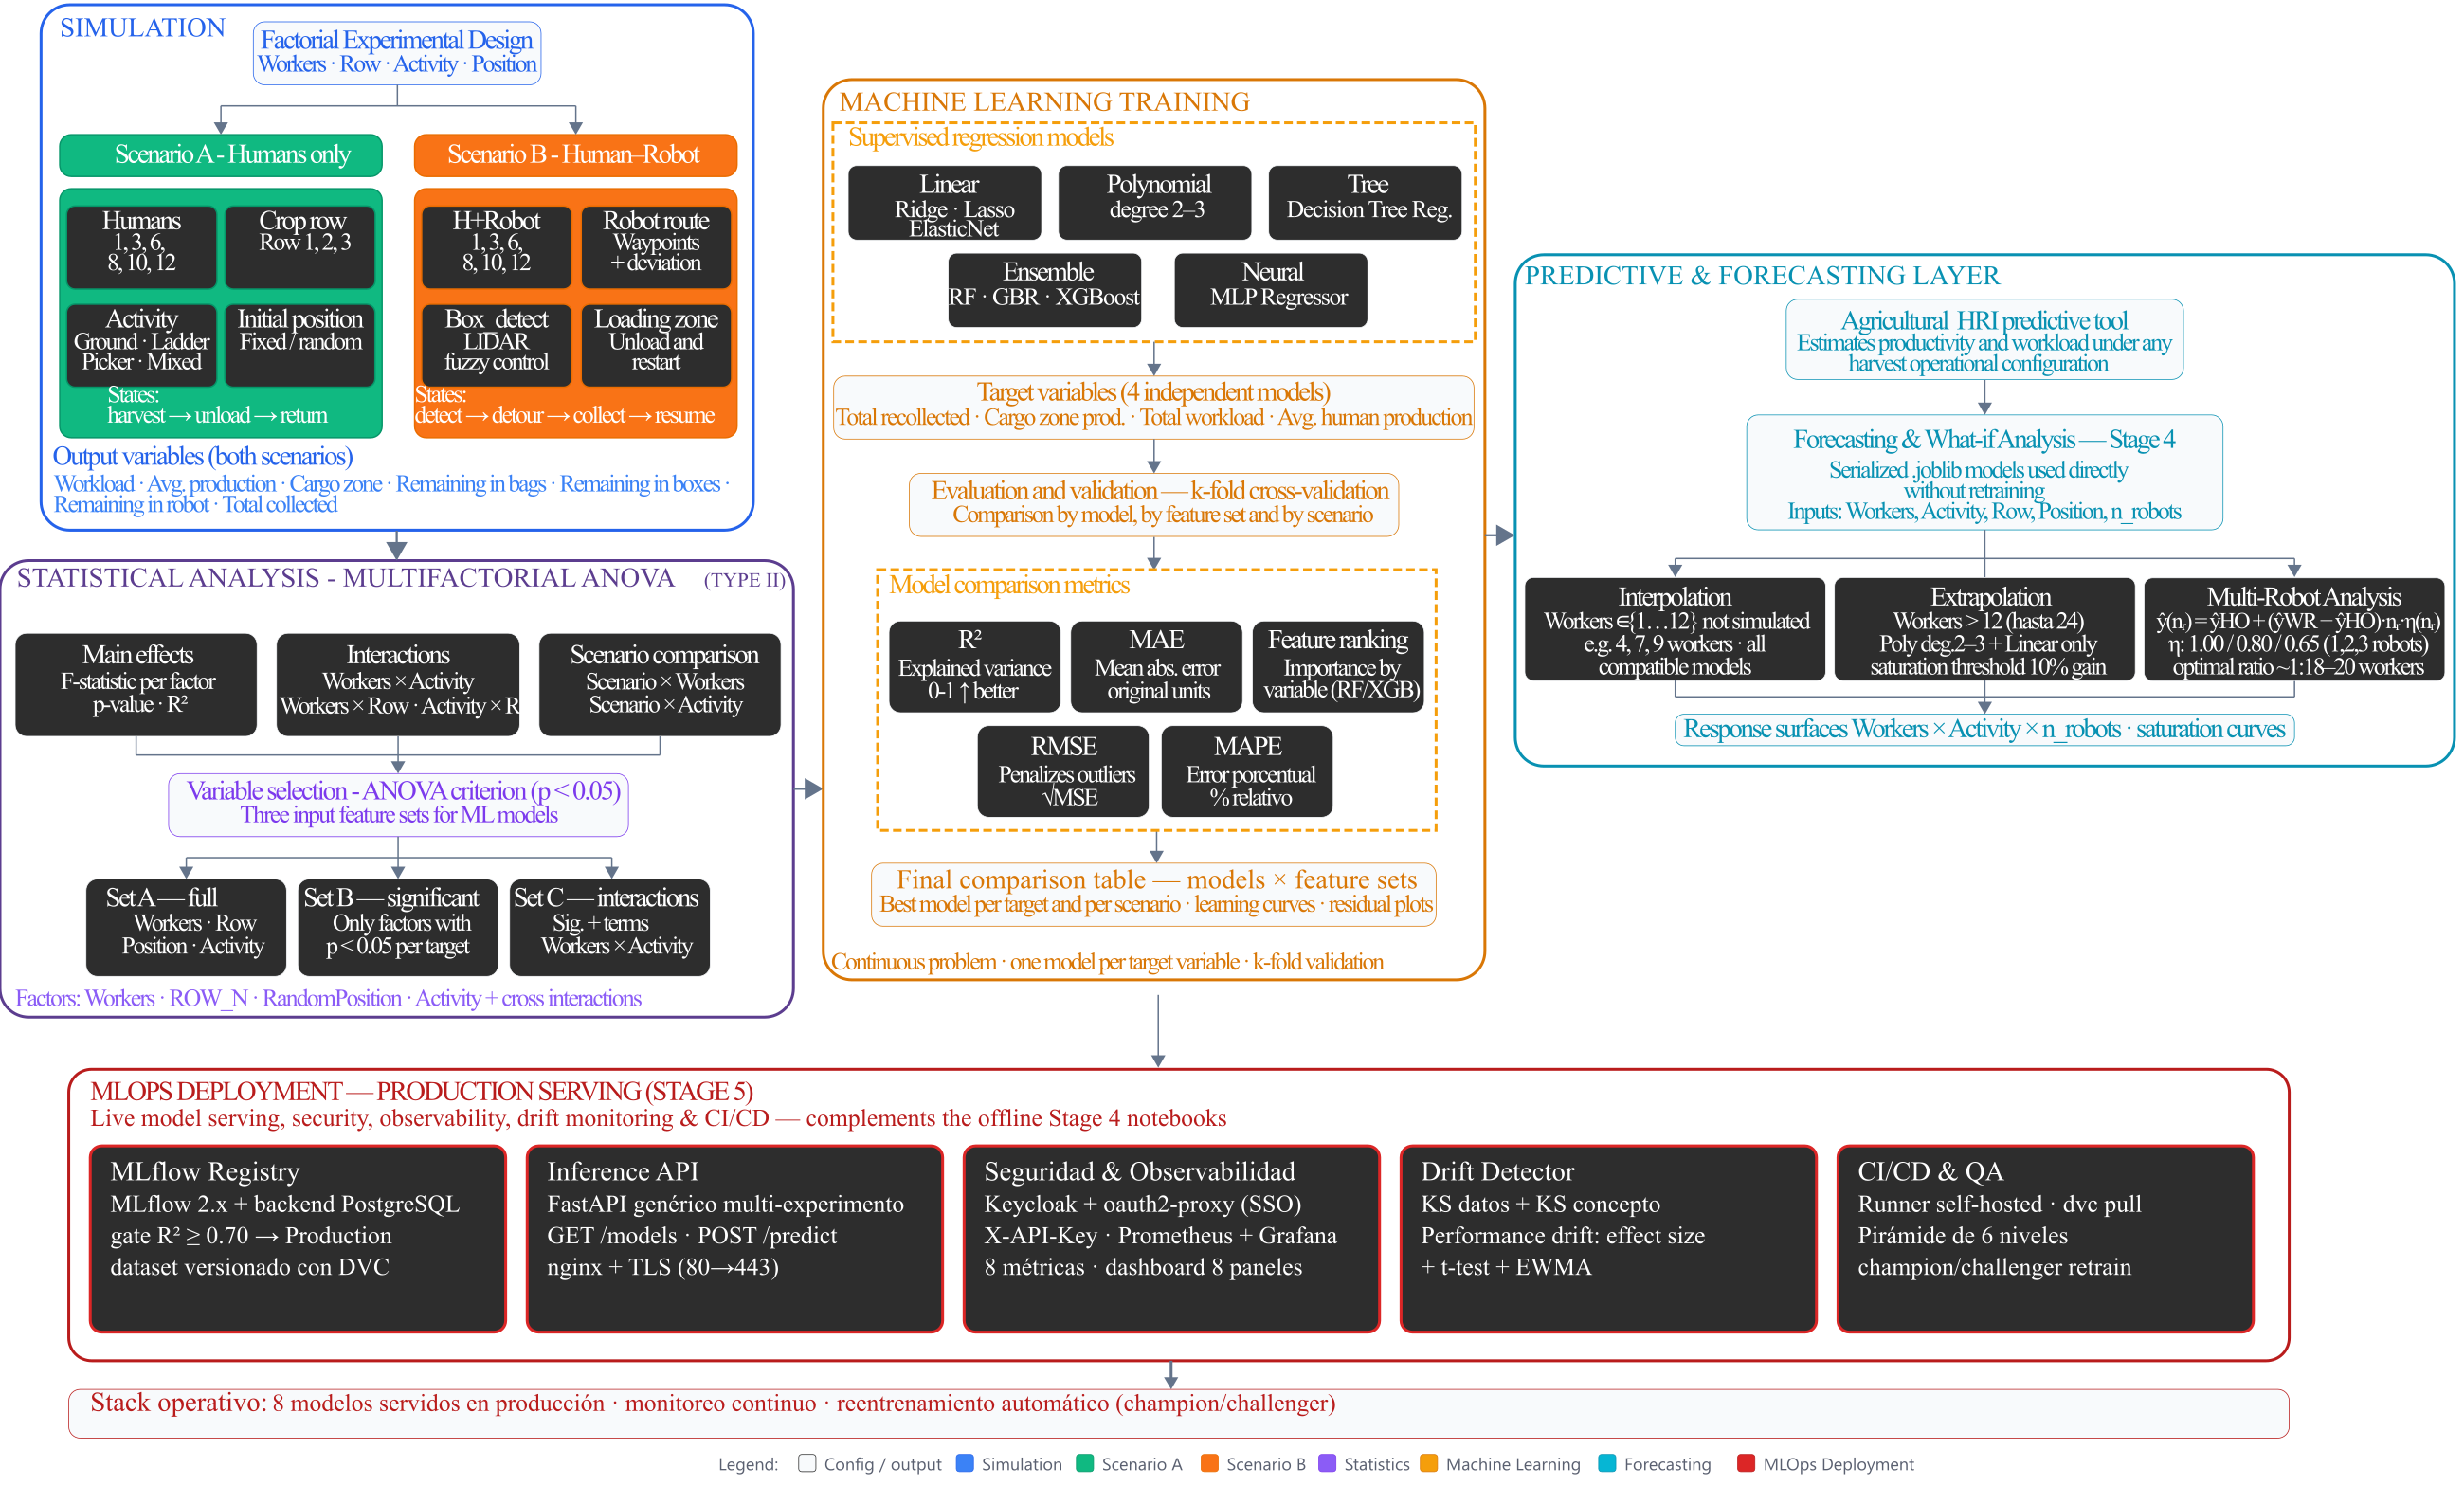 SIMULATION
Factorial Experimental Design
Workers · Row · Activity · Position
Scenario A - Humans only
Scenario B - Human–Robot
Humans
1, 3, 6,
8, 10, 12
Crop row
Row 1, 2, 3
Activity
Ground · Ladder
Picker · Mixed
Initial position
Fixed / random
States:
harvest → unload → return
H+Robot
1, 3, 6,
8, 10, 12
Robot route
Waypoints
+ deviation
Box detect
LIDAR
fuzzy control
Loading zone
Unload and
restart
States:
detect → detour → collect → resume
Output variables (both scenarios)
Workload · Avg. production · Cargo zone · Remaining in bags · Remaining in boxes ·
Remaining in robot · Total collected
STATISTICAL ANALYSIS - MULTIFACTORIAL ANOVA (TYPE II)
Main effects
F-statistic per factor
p-value · R²
Interactions
Workers × Activity
Workers × Row · Activity × R
Scenario comparison
Scenario × Workers
Scenario × Activity
Variable selection - ANOVA criterion (p < 0.05)
Three input feature sets for ML models
Set A — full
Workers · Row
Position · Activity
Set B — significant
Only factors with
p < 0.05 per target
Set C — interactions
Sig. + terms
Workers × Activity
Factors: Workers · ROW_N · RandomPosition · Activity + cross interactions
MACHINE LEARNING TRAINING
Supervised regression models
Linear
Ridge · Lasso
ElasticNet
Polynomial
degree 2–3
Tree
Decision Tree Reg.
Ensemble
RF · GBR · XGBoost
Neural
MLP Regressor
Target variables (4 independent models)
Total recollected · Cargo zone prod. · Total workload · Avg. human production
Evaluation and validation — k-fold cross-validation
Comparison by model, by feature set and by scenario
Model comparison metrics
R²
Explained variance
0-1 ↑ better
MAE
Mean abs. error
original units
Feature ranking
Importance by
variable (RF/XGB)
RMSE
Penalizes outliers
√MSE
MAPE
Error porcentual
% relativo
Final comparison table — models × feature sets
Best model per target and per scenario · learning curves · residual plots
Continuous problem · one model per target variable · k-fold validation
PREDICTIVE & FORECASTING LAYER
Agricultural HRI predictive tool
Estimates productivity and workload under any
harvest operational configuration
Forecasting & What-if Analysis — Stage 4
Serialized .joblib models used directly
without retraining
Inputs: Workers, Activity, Row, Position, n_robots
Interpolation
Workers ∈{1…12} not simulated
e.g. 4, 7, 9 workers · all
compatible models
Extrapolation
Workers > 12 (hasta 24)
Poly deg.2–3 + Linear only
saturation threshold 10% gain
Multi-Robot Analysis
ŷ(nᵣ) = ŷHO + (ŷWR − ŷHO)·nᵣ·η(nᵣ)
η: 1.00 / 0.80 / 0.65 (1,2,3 robots)
optimal ratio ~1:18–20 workers
Response surfaces Workers × Activity × n_robots · saturation curves
MLOPS DEPLOYMENT — PRODUCTION SERVING (STAGE 5)
Live model serving, security, observability, drift monitoring & CI/CD — complements the offline Stage 4 notebooks
MLflow Registry
MLflow 2.x + backend PostgreSQL
gate R² ≥ 0.70 → Production
dataset versionado con DVC
Inference API
FastAPI genérico multi-experimento
GET /models · POST /predict
nginx + TLS (80→443)
Seguridad & Observabilidad
Keycloak + oauth2-proxy (SSO)
X-API-Key · Prometheus + Grafana
8 métricas · dashboard 8 paneles
Drift Detector
KS datos + KS concepto
Performance drift: effect size
+ t-test + EWMA
CI/CD & QA
Runner self-hosted · dvc pull
Pirámide de 6 niveles
champion/challenger retrain
Stack operativo: 8 modelos servidos en producción · monitoreo continuo · reentrenamiento automático (champion/challenger)
Legend: Config / output Simulation Scenario A Scenario B Statistics Machine Learning Forecasting MLOps Deployment